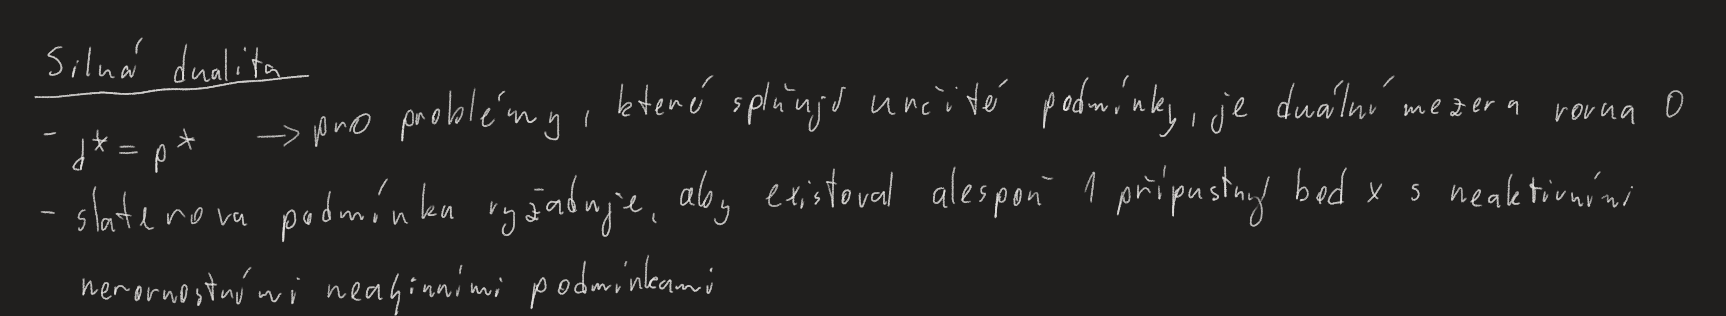 Silná dualita
- d* = p* → pro problémy, které splňují určité podmínky, je duální mezera rovna 0
- slaterova podmínka vyžaduje, aby existoval alespoň 1 přípustný bod x s neaktivními
nerovnostními neafinními podmínkami